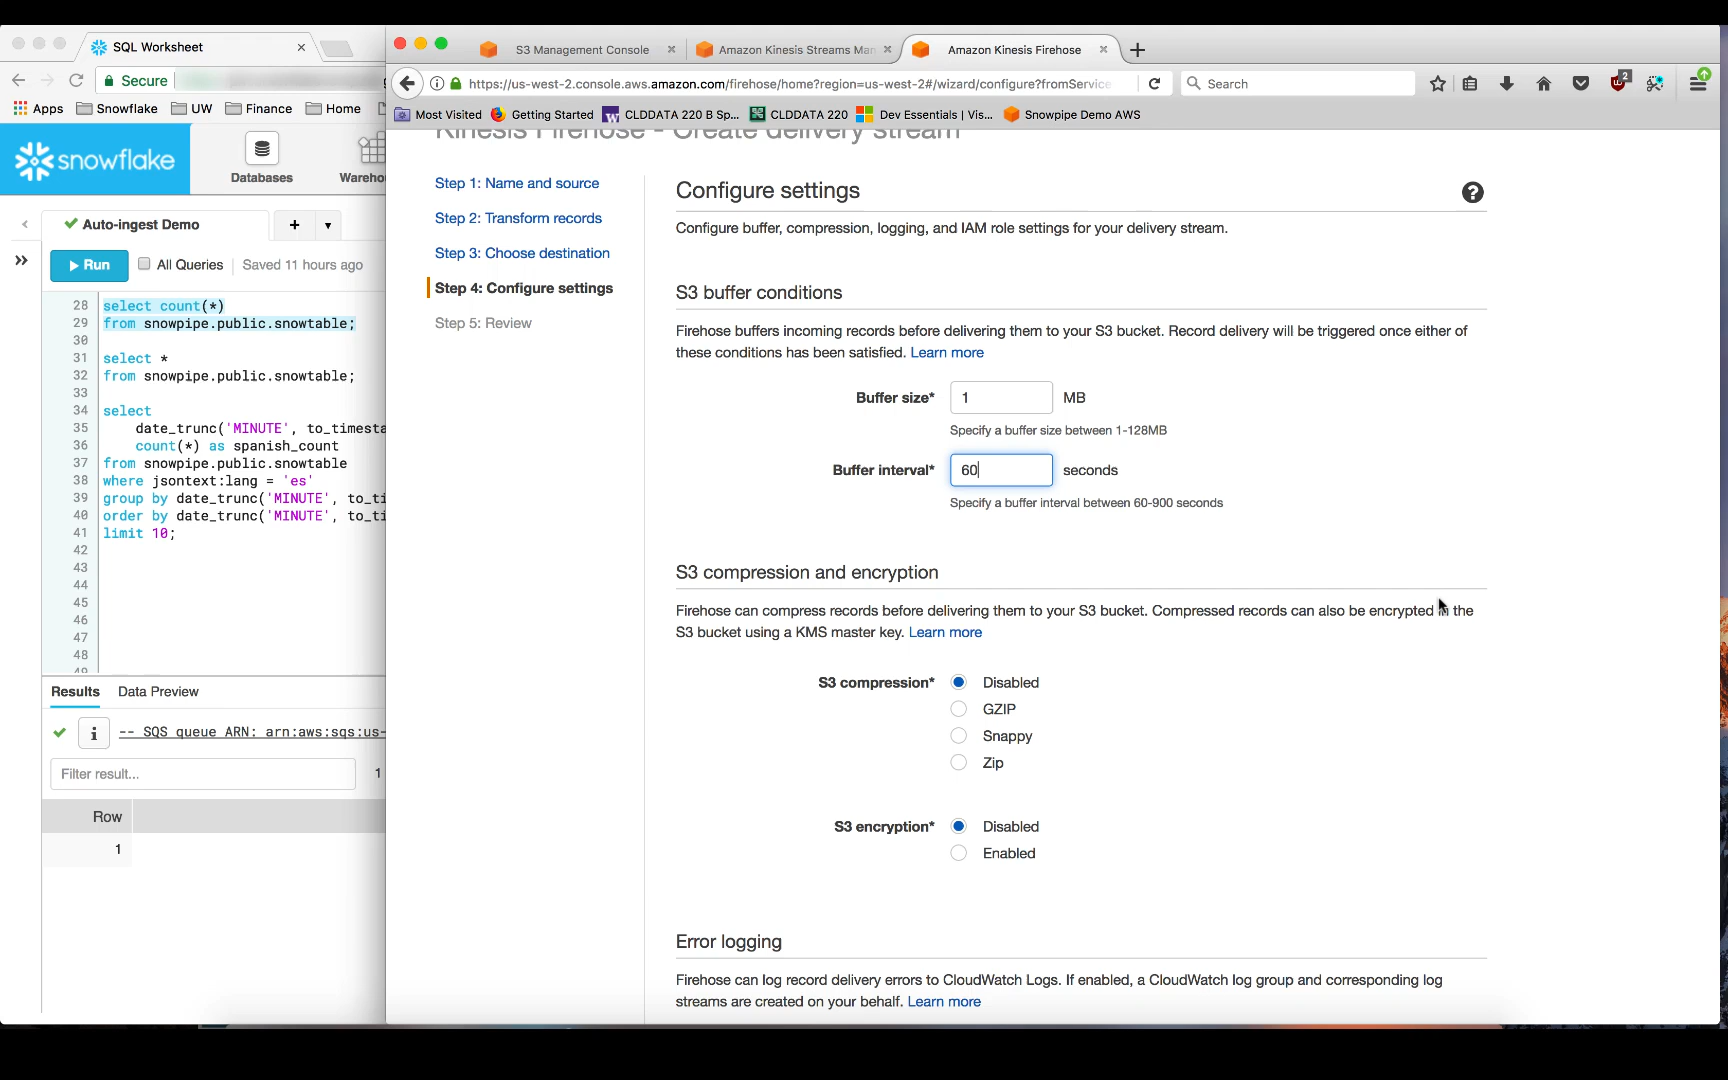 SQL Worksheet
Secure
Apps Snowflake UW Finance Home
snowflake
Databases
Wareho
Auto-ingest Demo
Run All Queries Saved 11 hours ago
28 select count(*)
29 from snowpipe.public.snowtable;
30
31 select *
32 from snowpipe.public.snowtable;
33
34 select
35 date_trunc('MINUTE', to_timesta
36 count(*) as spanish_count
37 from snowpipe.public.snowtable
38 where jsontext:lang = 'es'
39 group by date_trunc('MINUTE', to_ti
40 order by date_trunc('MINUTE', to_ti
41 limit 10;
42
43
44
45
46
47
48
49
Results Data Preview
-- SQS queue ARN: arn:aws:sqs:us-
Filter result... 1
Row
1
S3 Management Console
Amazon Kinesis Streams Man
Amazon Kinesis Firehose
https://us-west-2.console.aws.amazon.com/firehose/home?region=us-west-2#/wizard/configure?fromService
Search
2
Most Visited Getting Started CLDDATA 220 B Sp... CLDDATA 220 Dev Essentials | Vis... Snowpipe Demo AWS
Kinesis Firehose - Create delivery stream
Step 1: Name and source
Step 2: Transform records
Step 3: Choose destination
Step 4: Configure settings
Step 5: Review
Configure settings
Configure buffer, compression, logging, and IAM role settings for your delivery stream.
S3 buffer conditions
Firehose buffers incoming records before delivering them to your S3 bucket. Record delivery will be triggered once either of
these conditions has been satisfied. Learn more
Buffer size* 1 MB
Specify a buffer size between 1-128MB
Buffer interval* 60 seconds
Specify a buffer interval between 60-900 seconds
S3 compression and encryption
Firehose can compress records before delivering them to your S3 bucket. Compressed records can also be encrypted in the
S3 bucket using a KMS master key. Learn more
S3 compression* Disabled
GZIP
Snappy
Zip
S3 encryption* Disabled
Enabled
Error logging
Firehose can log record delivery errors to CloudWatch Logs. If enabled, a CloudWatch log group and corresponding log
streams are created on your behalf. Learn more